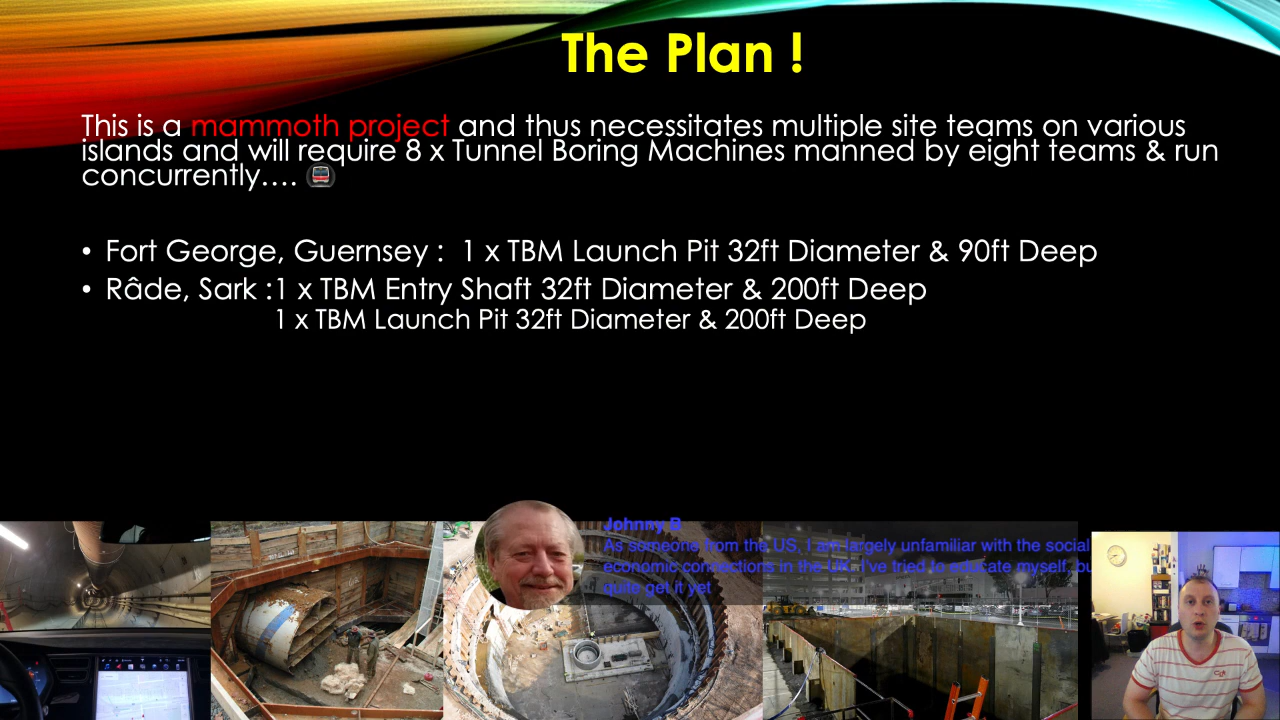 The Plan !
This is a mammoth project and thus necessitates multiple site teams on various
islands and will require 8 x Tunnel Boring Machines manned by eight teams & run
concurrently....
• Fort George, Guernsey : 1 x TBM Launch Pit 32ft Diameter & 90ft Deep
• Râde, Sark :1 x TBM Entry Shaft 32ft Diameter & 200ft Deep
1 x TBM Launch Pit 32ft Diameter & 200ft Deep
Johnny B
As someone from the US, I am largely unfamiliar with the social
economic connections in the UK. I've tried to educate myself, bu
quite get it yet